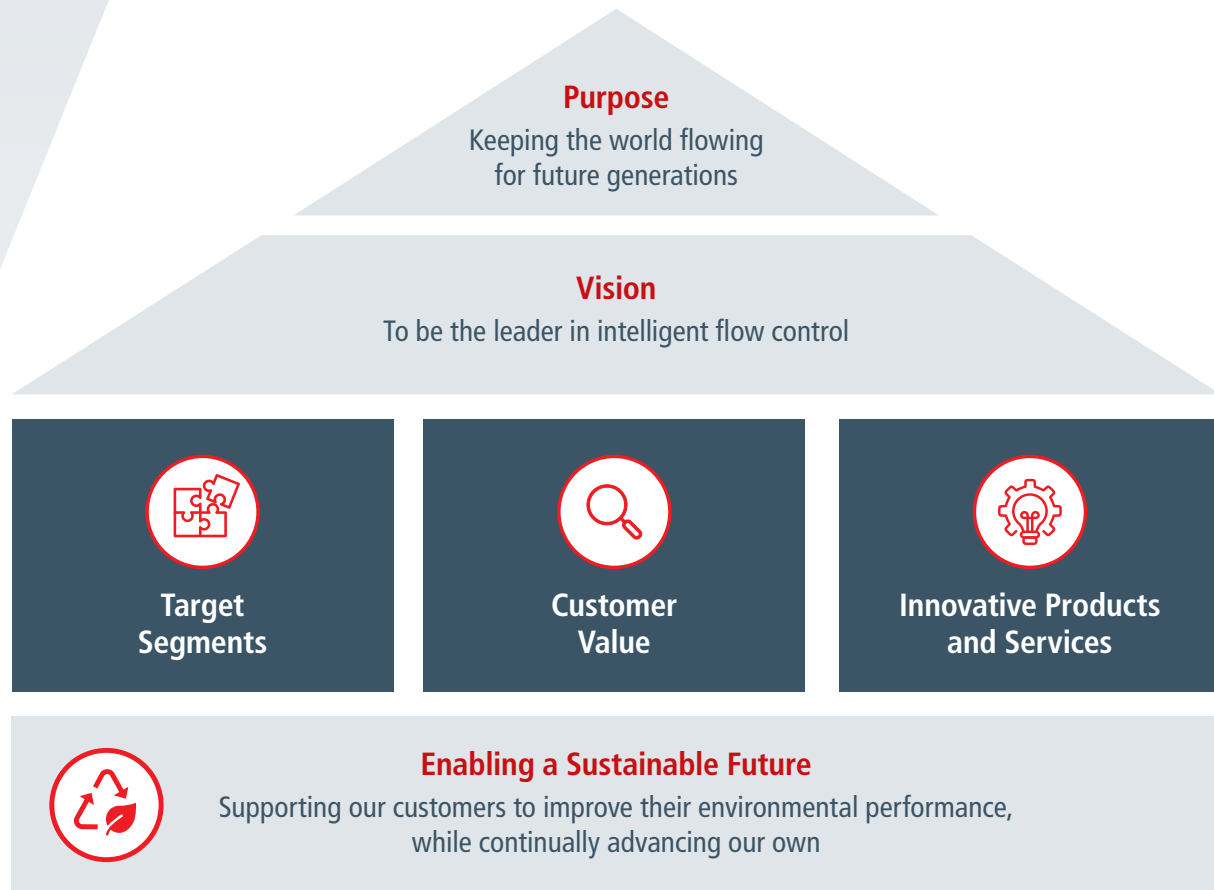 Purpose
Keeping the world flowing
for future generations
Vision
To be the leader in intelligent flow control
Target
Segments
Customer
Value
Innovative Products
and Services
Enabling a Sustainable Future
Supporting our customers to improve their environmental performance,
while continually advancing our own